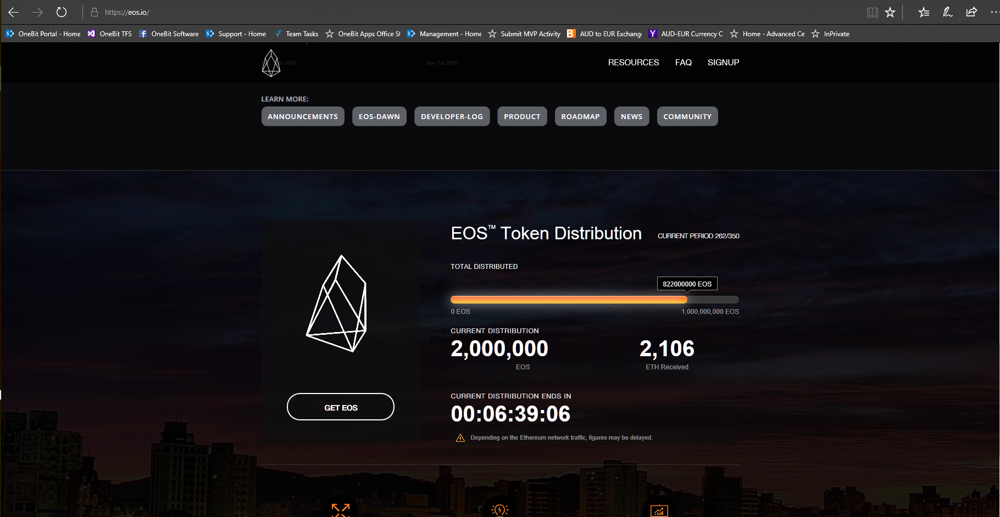 https://eos.io/
OneBit Portal - Home OneBit TFS OneBit Software Support - Home Team Tasks OneBit Apps Office St Management - Home Submit MVP Activity AUD to EUR Exchang AUD-EUR Currency C Home - Advanced Ce InPrivate
2017 Nov 1st 2017
RESOURCES FAQ SIGNUP
LEARN MORE:
ANNOUNCEMENTS EOS-DAWN DEVELOPER-LOG PRODUCT ROADMAP NEWS COMMUNITY
EOS™ Token Distribution CURRENT PERIOD 262/350
TOTAL DISTRIBUTED
822000000 EOS
0 EOS 1,000,000,000 EOS
CURRENT DISTRIBUTION
2,000,000 2,106
EOS ETH Received
CURRENT DISTRIBUTION ENDS IN
00:06:39:06
GET EOS
Depending on the Ethereum network traffic, figures may be delayed.